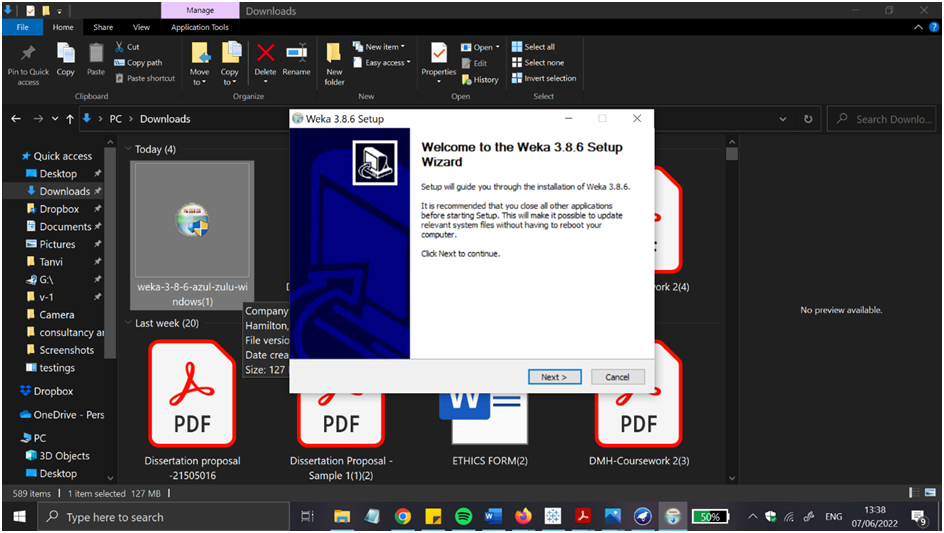 Manage
Downloads
File
Home
Share
View
Application Tools
Pin to Quick
access
Copy
Paste
Cut
Copy path
Paste shortcut
Clipboard
Move
to
Copy
to
Delete
Rename
Organize
New
folder
New item
Easy access
New
Properties
Open
Edit
History
Open
Select all
Select none
Invert selection
Select
PC
Downloads
Search Downlo...
Quick access
Desktop
Downloads
Dropbox
Documents
Pictures
Tanvi
G:\
v-1
Camera
consultancy ar
Screenshots
testings
Dropbox
OneDrive - Pers
PC
3D Objects
Desktop
Today (4)
weka-3-8-6-azul-zulu-wi
ndows(1)
Company
Hamilton,
File versio
Date crea
Size: 127
Last week (20)
PDF
Dissertation proposal
-21505016
PDF
Dissertation Proposal -
Sample 1(1)(2)
W
ETHICS FORM(2)
PDF
DMH-Coursework 2(3)
rk 2(4)
Weka 3.8.6 Setup
Welcome to the Weka 3.8.6 Setup
Wizard
Setup will guide you through the installation of Weka 3.8.6.
It is recommended that you close all other applications
before starting Setup. This will make it possible to update
relevant system files without having to reboot your
computer.
Click Next to continue.
Next >
Cancel
No preview available.
589 items
1 item selected 127 MB
Type here to search
50%
ENG
13:38
07/06/2022
9